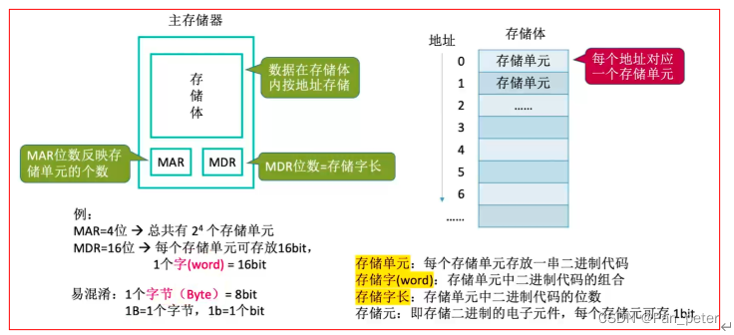 主存储器
存储体
MAR
MDR
数据在存储体
内按地址存储
MAR位数反映存
储单元的个数
MDR位数=存储字长
例：
MAR=4位 → 总共有 2⁴ 个存储单元
MDR=16位 → 每个存储单元可存放16bit，
1个字(word) = 16bit
易混淆：1个字节（Byte）= 8bit
1B=1个字节，1b=1个bit
存储体
地址
0
存储单元
1
存储单元
2
……
3
4
5
6
……
每个地址对应
一个存储单元
存储单元：每个存储单元存放一串二进制代码
存储字(word)：存储单元中二进制代码的组合
存储字长：存储单元中二进制代码的位数
存储元：即存储二进制的电子元件，每个存储元可存 1bit
CSDN @Pan_peter